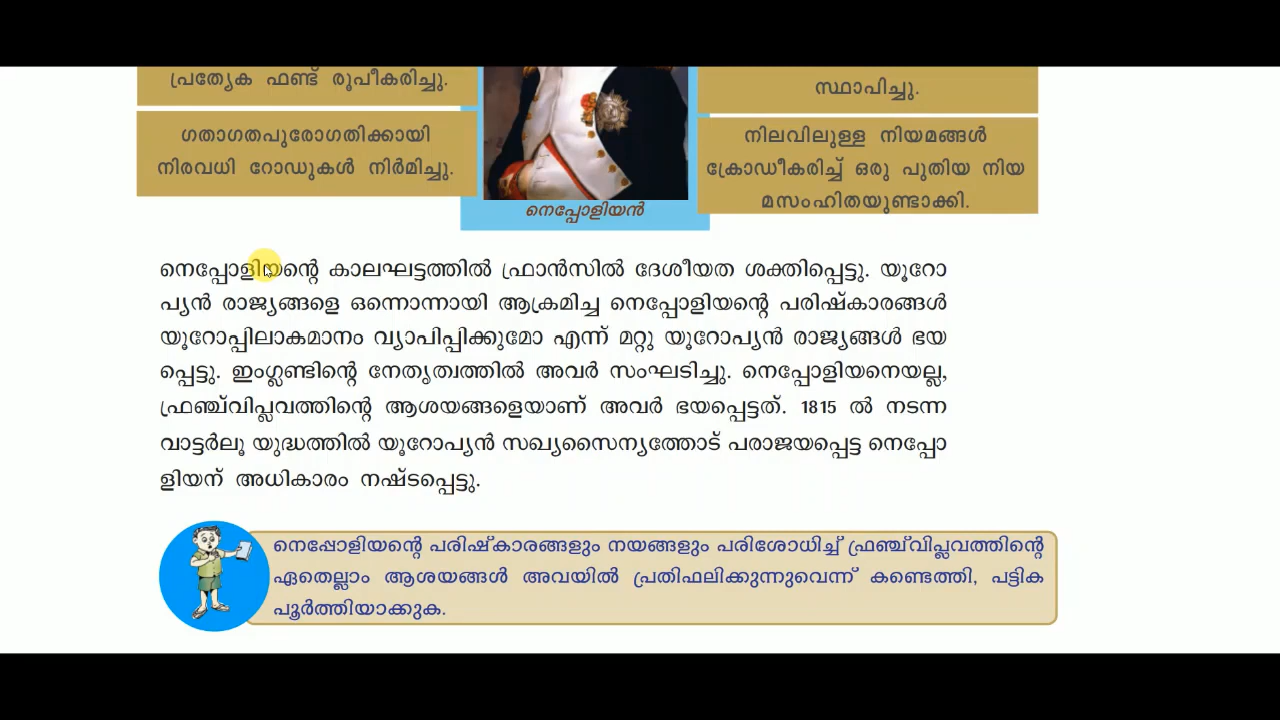 പ്രത്യേക ഫണ്ട് രൂപീകരിച്ചു.
സ്ഥാപിച്ചു.
ഗതാഗതപുരോഗതിക്കായി
നിരവധി റോഡുകൾ നിർമിച്ചു.
നിലവിലുള്ള നിയമങ്ങൾ
ക്രോഡീകരിച്ച് ഒരു പുതിയ നിയ
മസംഹിതയുണ്ടാക്കി.
നെപ്പോളിയൻ
നെപ്പോളിയന്റെ കാലഘട്ടത്തിൽ ഫ്രാൻസിൽ ദേശീയത ശക്തിപ്പെട്ടു. യൂറോ
പ്യൻ രാജ്യങ്ങളെ ഒന്നൊന്നായി ആക്രമിച്ച നെപ്പോളിയന്റെ പരിഷ്കാരങ്ങൾ
യൂറോപ്പിലാകമാനം വ്യാപിപ്പിക്കുമോ എന്ന് മറ്റു യൂറോപ്യൻ രാജ്യങ്ങൾ ഭയ
പ്പെട്ടു. ഇംഗ്ലണ്ടിന്റെ നേതൃത്വത്തിൽ അവർ സംഘടിച്ചു. നെപ്പോളിയനെയല്ല,
ഫ്രഞ്ച്‌വിപ്ലവത്തിന്റെ ആശയങ്ങളെയാണ് അവർ ഭയപ്പെട്ടത്. 1815 ൽ നടന്ന
വാട്ടർലൂ യുദ്ധത്തിൽ യൂറോപ്യൻ സഖ്യസൈന്യത്തോട് പരാജയപ്പെട്ട നെപ്പോ
ളിയന് അധികാരം നഷ്ടപ്പെട്ടു.
നെപ്പോളിയന്റെ പരിഷ്കാരങ്ങളും നയങ്ങളും പരിശോധിച്ച് ഫ്രഞ്ച്‌വിപ്ലവത്തിന്റെ
ഏതെല്ലാം ആശയങ്ങൾ അവയിൽ പ്രതിഫലിക്കുന്നുവെന്ന് കണ്ടെത്തി, പട്ടിക
പൂർത്തിയാക്കുക.